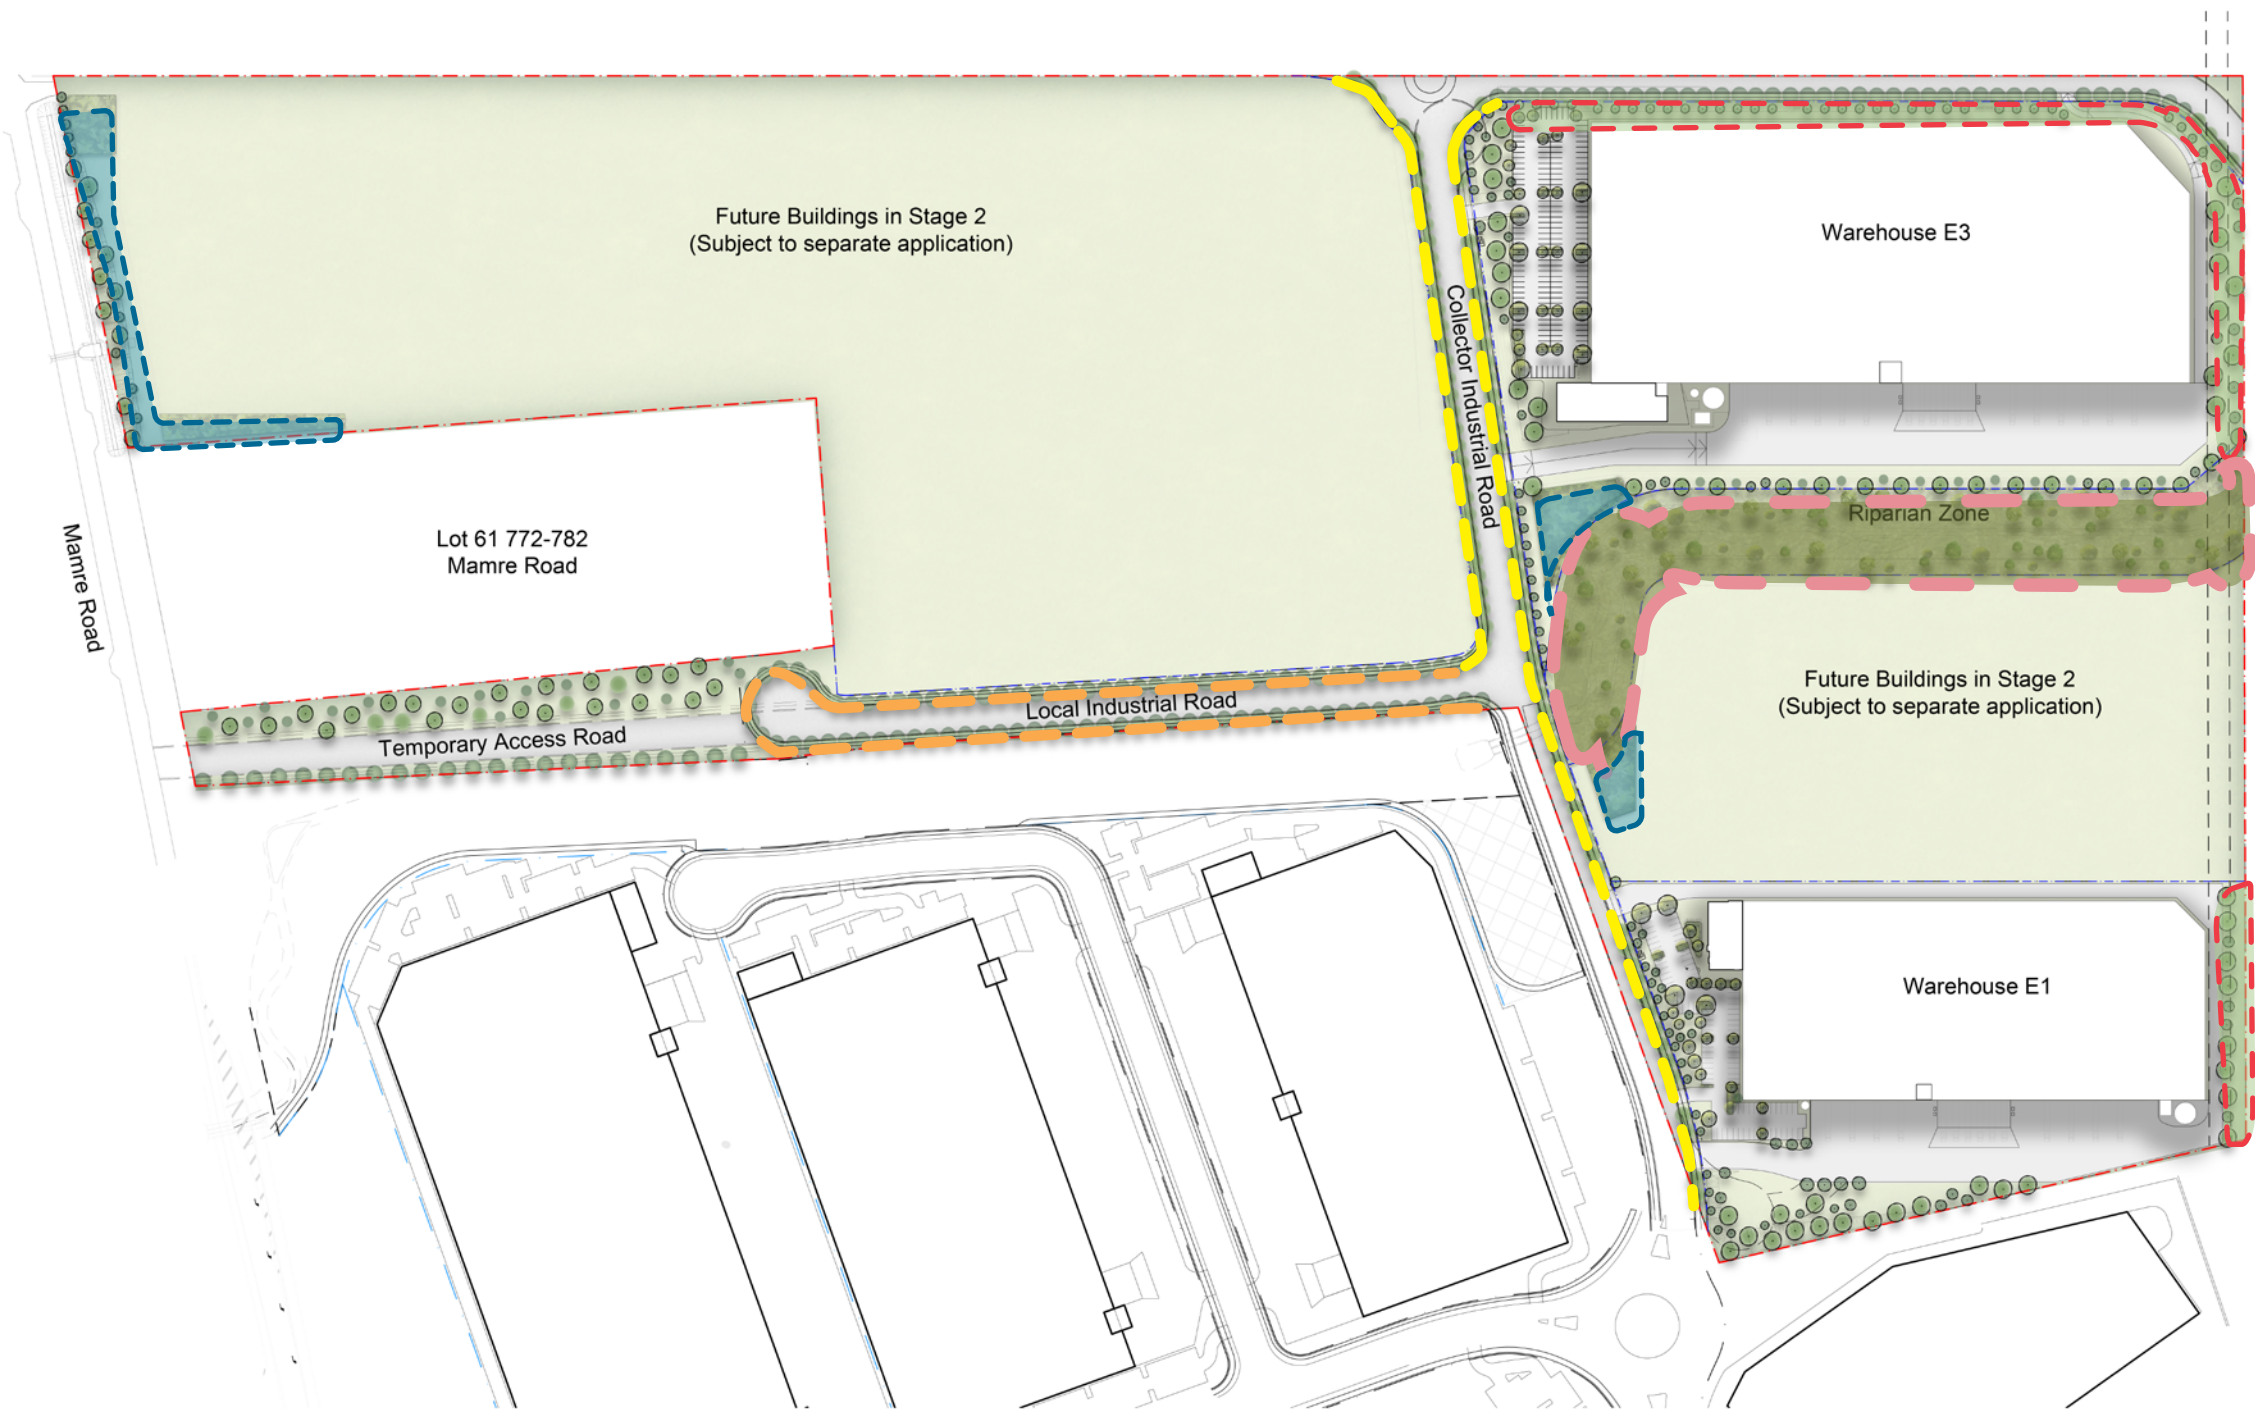 Future Buildings in Stage 2
(Subject to separate application)
Warehouse E3
Collector Industrial Road
Riparian Zone
Lot 61 772-782
Mamre Road
Mamre Road
Future Buildings in Stage 2
(Subject to separate application)
Local Industrial Road
Temporary Access Road
Warehouse E1